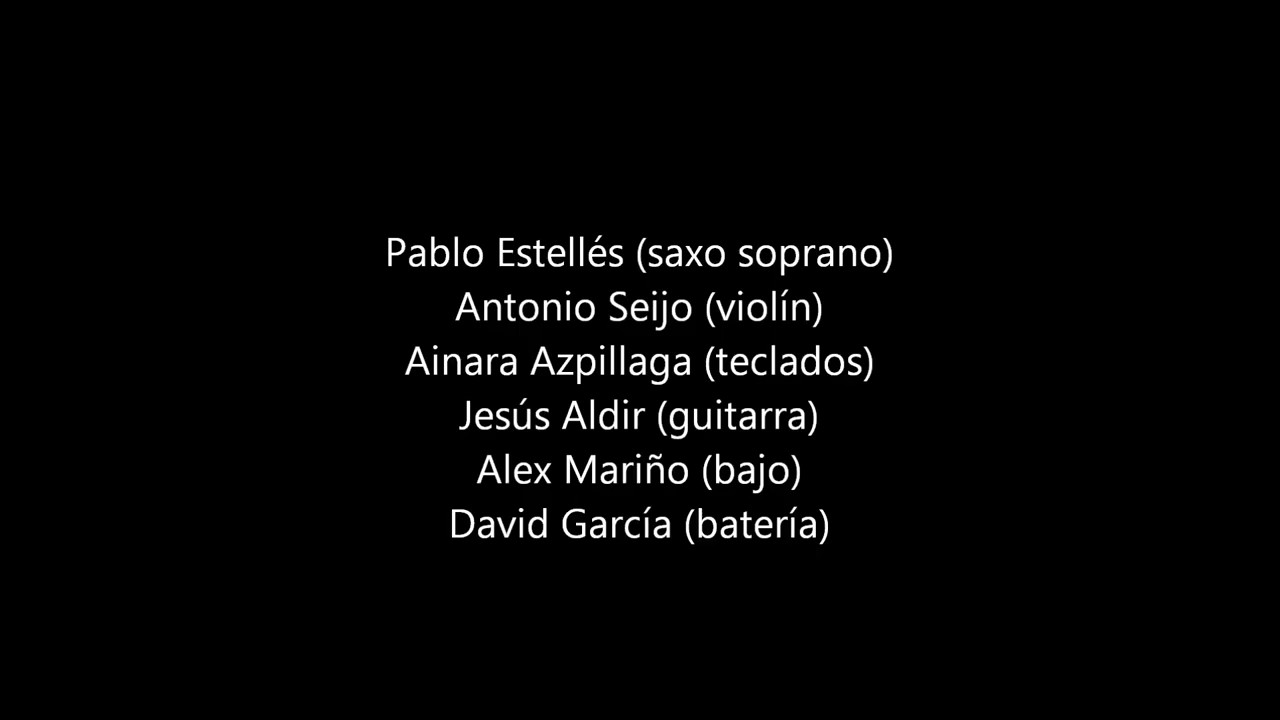 Pablo Estellés (saxo soprano)
Antonio Seijo (violín)
Ainara Azpillaga (teclados)
Jesús Aldir (guitarra)
Alex Mariño (bajo)
David García (batería)